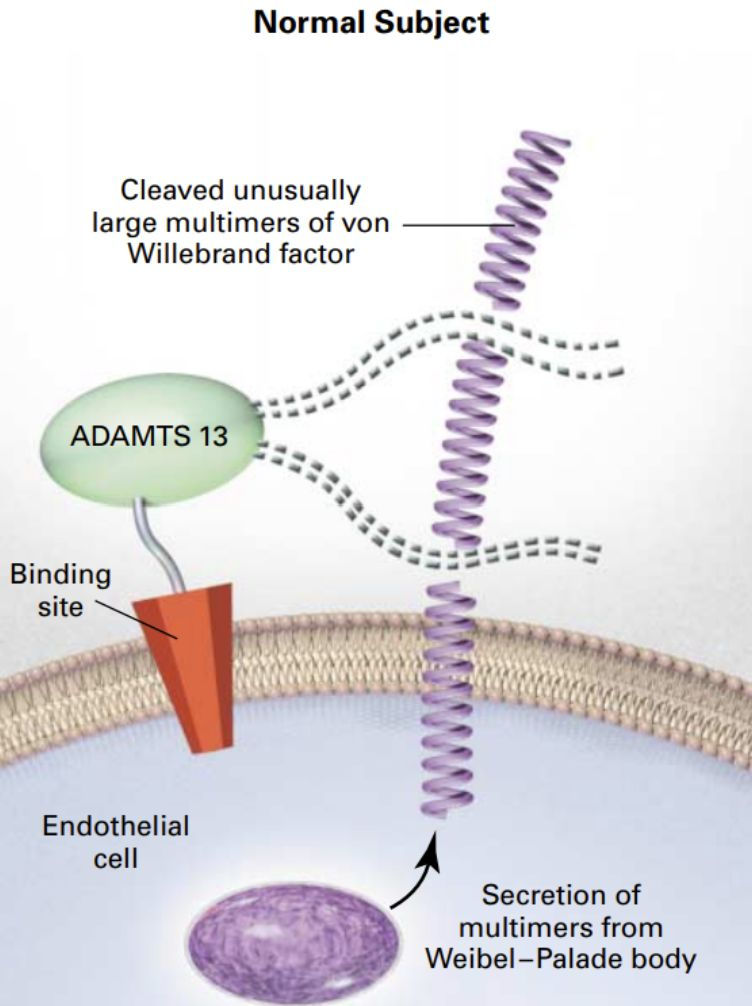 Normal Subject
Cleaved unusually
large multimers of von
Willebrand factor
ADAMTS 13
Binding
site
Endothelial
cell
Secretion of
multimers from
Weibel–Palade body